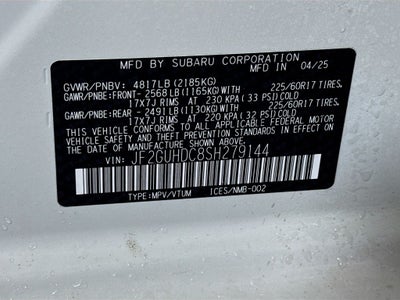 MFD. BY SUBARU CORPORATION
MADE IN JAPAN MFD. IN 04/25
GVWR/PNBV: 4817LB (2185KG)
GAWR/PNBE:FRONT- 2568LB (1165KG) WITH 225/60R17 TIRES,
17X7J RIMS AT 230 KPA (33 PSI) COLD
GAWR/PNBE:REAR - 2491LB (1130KG) WITH 225/60R17 TIRES,
17X7J RIMS AT 220 KPA (32 PSI) COLD
THIS VEHICLE CONFORMS TO ALL APPLICABLE FEDERAL MOTOR
VEHICLE SAFETY STANDARDS IN EFFECT ON THE DATE OF
MANUFACTURE SHOWN ABOVE.
VIN: JF2GUHDC8SH279144
TYPE:MPV/VTUM ICES/NMB-002